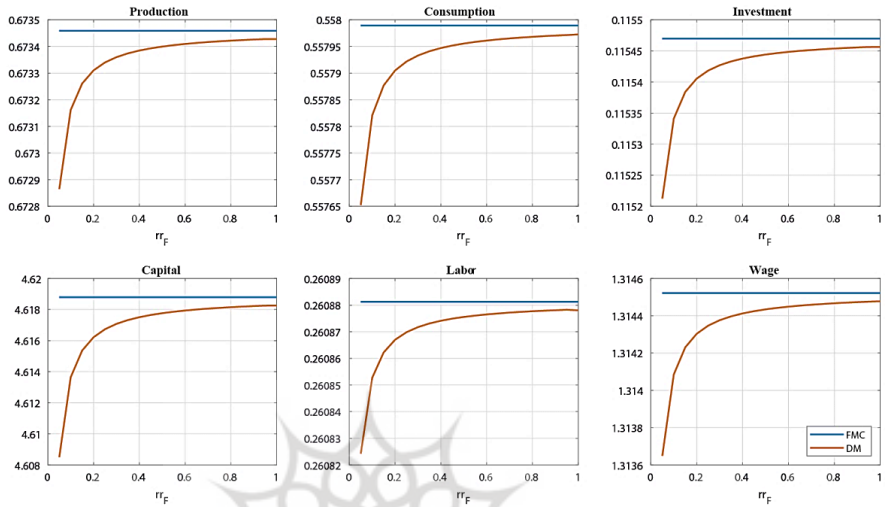 Production
0.6735
0.6734
0.6733
0.6732
0.6731
0.673
0.6729
0.6728
0 0.2 0.4 0.6 0.8 1
rr_F
Consumption
0.558
0.55795
0.5579
0.55785
0.5578
0.55775
0.5577
0.55765
0 0.2 0.4 0.6 0.8 1
rr_F
Investment
0.1155
0.11545
0.1154
0.11535
0.1153
0.11525
0.1152
0 0.2 0.4 0.6 0.8 1
rr_F
Capital
4.62
4.618
4.616
4.614
4.612
4.61
4.608
0 0.2 0.4 0.6 0.8 1
rr_F
Labor
0.26089
0.26088
0.26087
0.26086
0.26085
0.26084
0.26083
0.26082
0 0.2 0.4 0.6 0.8 1
rr_F
Wage
1.3146
1.3144
1.3142
1.314
1.3138
1.3136
0 0.2 0.4 0.6 0.8 1
rr_F
FMC
DM